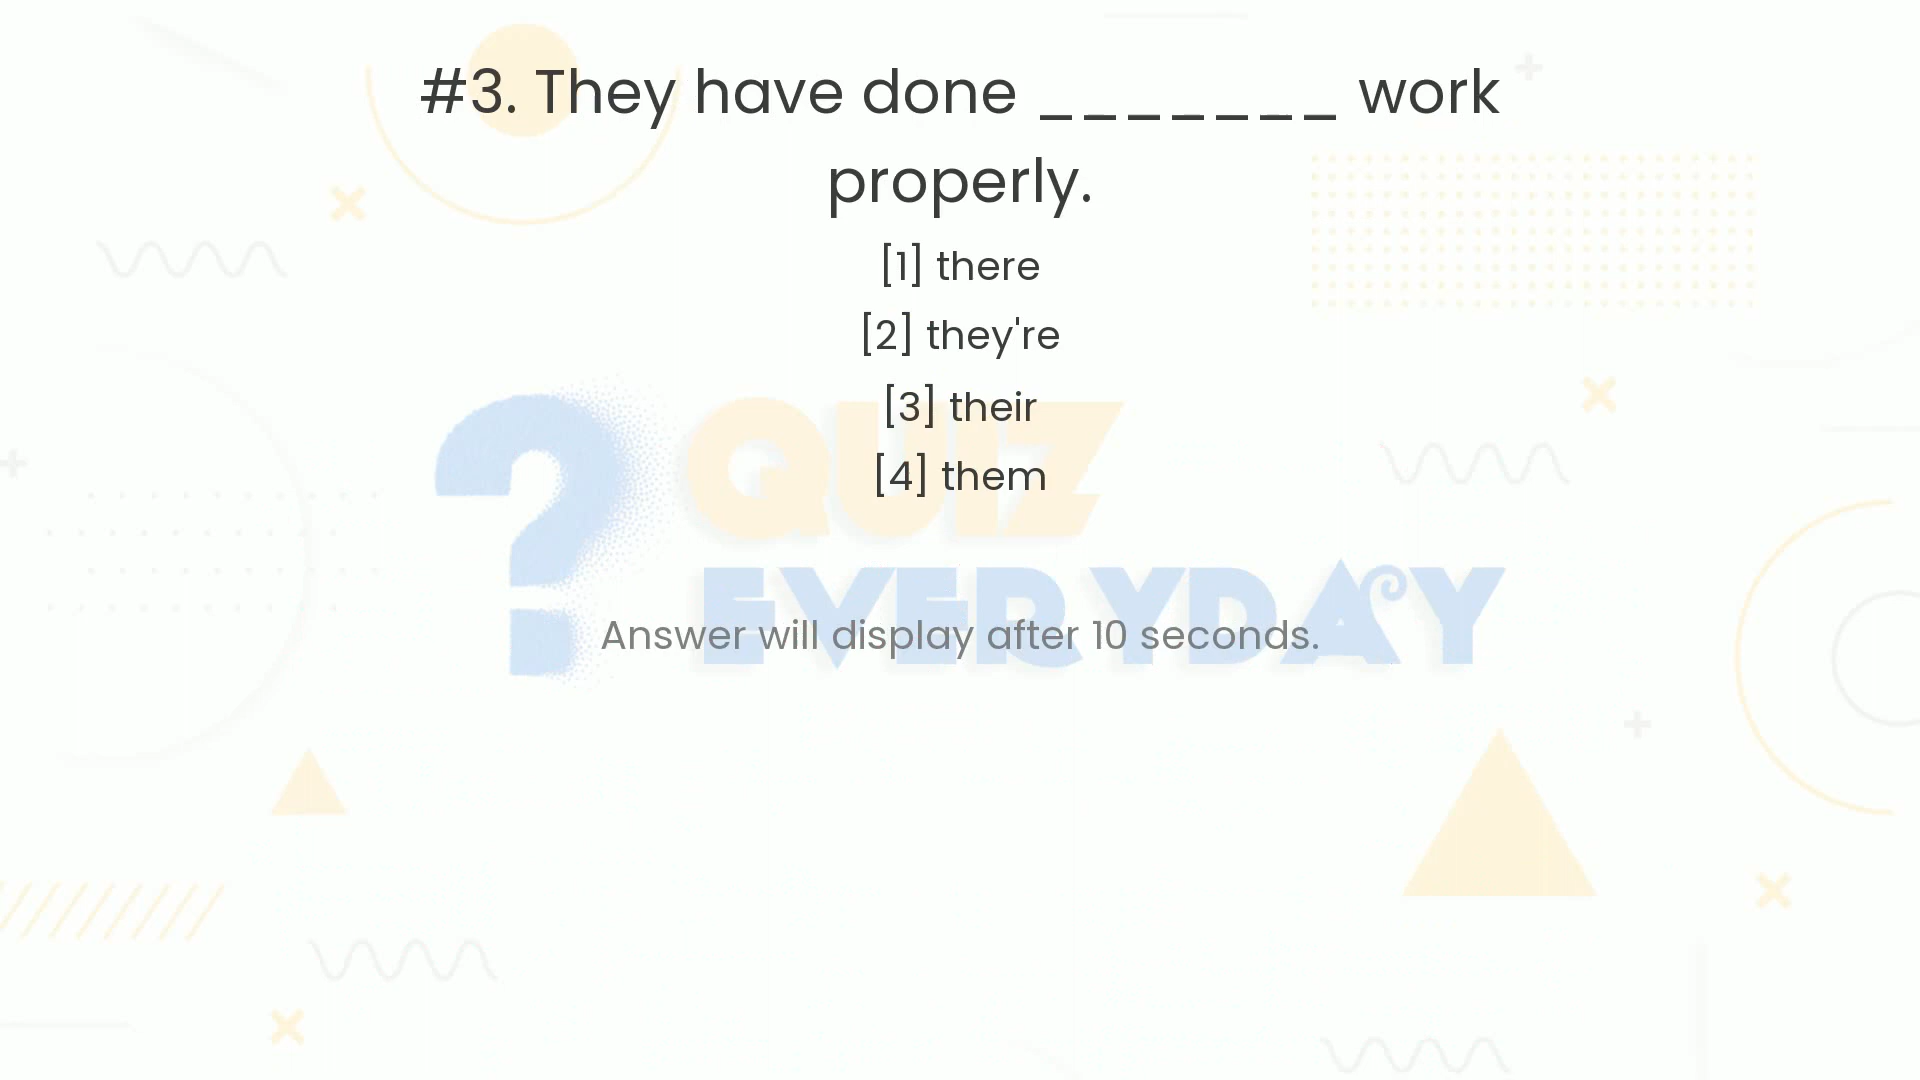 #3. They have done _______ work
properly.
[1] there
[2] they're
[3] their
[4] them
QUIZ
EVERYDAY
Answer will display after 10 seconds.